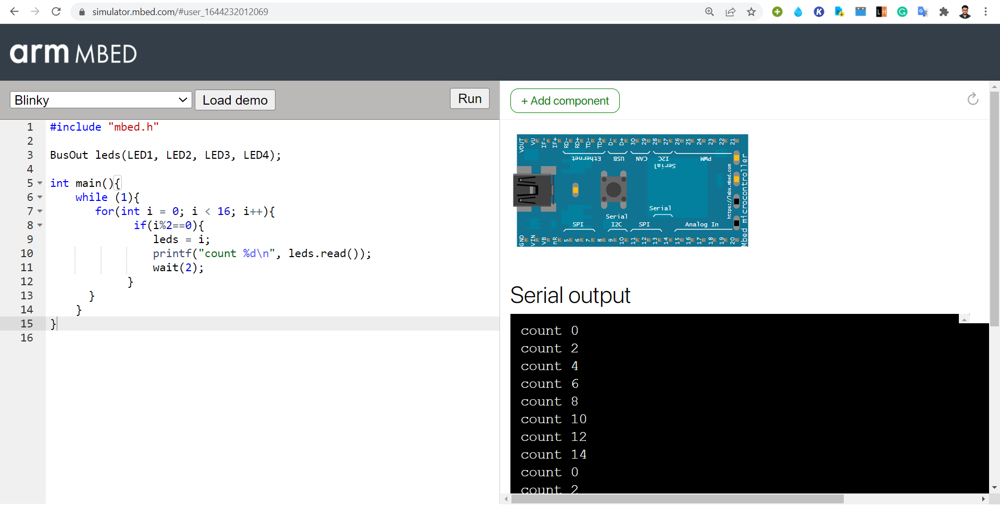 simulator.mbed.com/#user_1644232012069
arm MBED
Blinky
Load demo
Run
+ Add component
1 #include "mbed.h"
2
3 BusOut leds(LED1, LED2, LED3, LED4);
4
5 int main(){
6 while (1){
7 for(int i = 0; i < 16; i++){
8 if(i%2==0){
9 leds = i;
10 printf("count %d\n", leds.read());
11 wait(2);
12 }
13 }
14 }
15 }
16
VOUT VU IF- IF+ RD- RD+ TD- TD+ D- D+ 30 29 28 27 26 25 24 23 22 21
Ethernet USB CAN I2C PWM
Serial
https://labs.mbed.com
Mbed microcontroller
Serial
Serial
SPI I2C SPI Analog In
GND VIN VB nR 5 6 7 8 9 10 11 12 13 14 15 16 17 18 19 20
Serial output
count 0
count 2
count 4
count 6
count 8
count 10
count 12
count 14
count 0
count 2